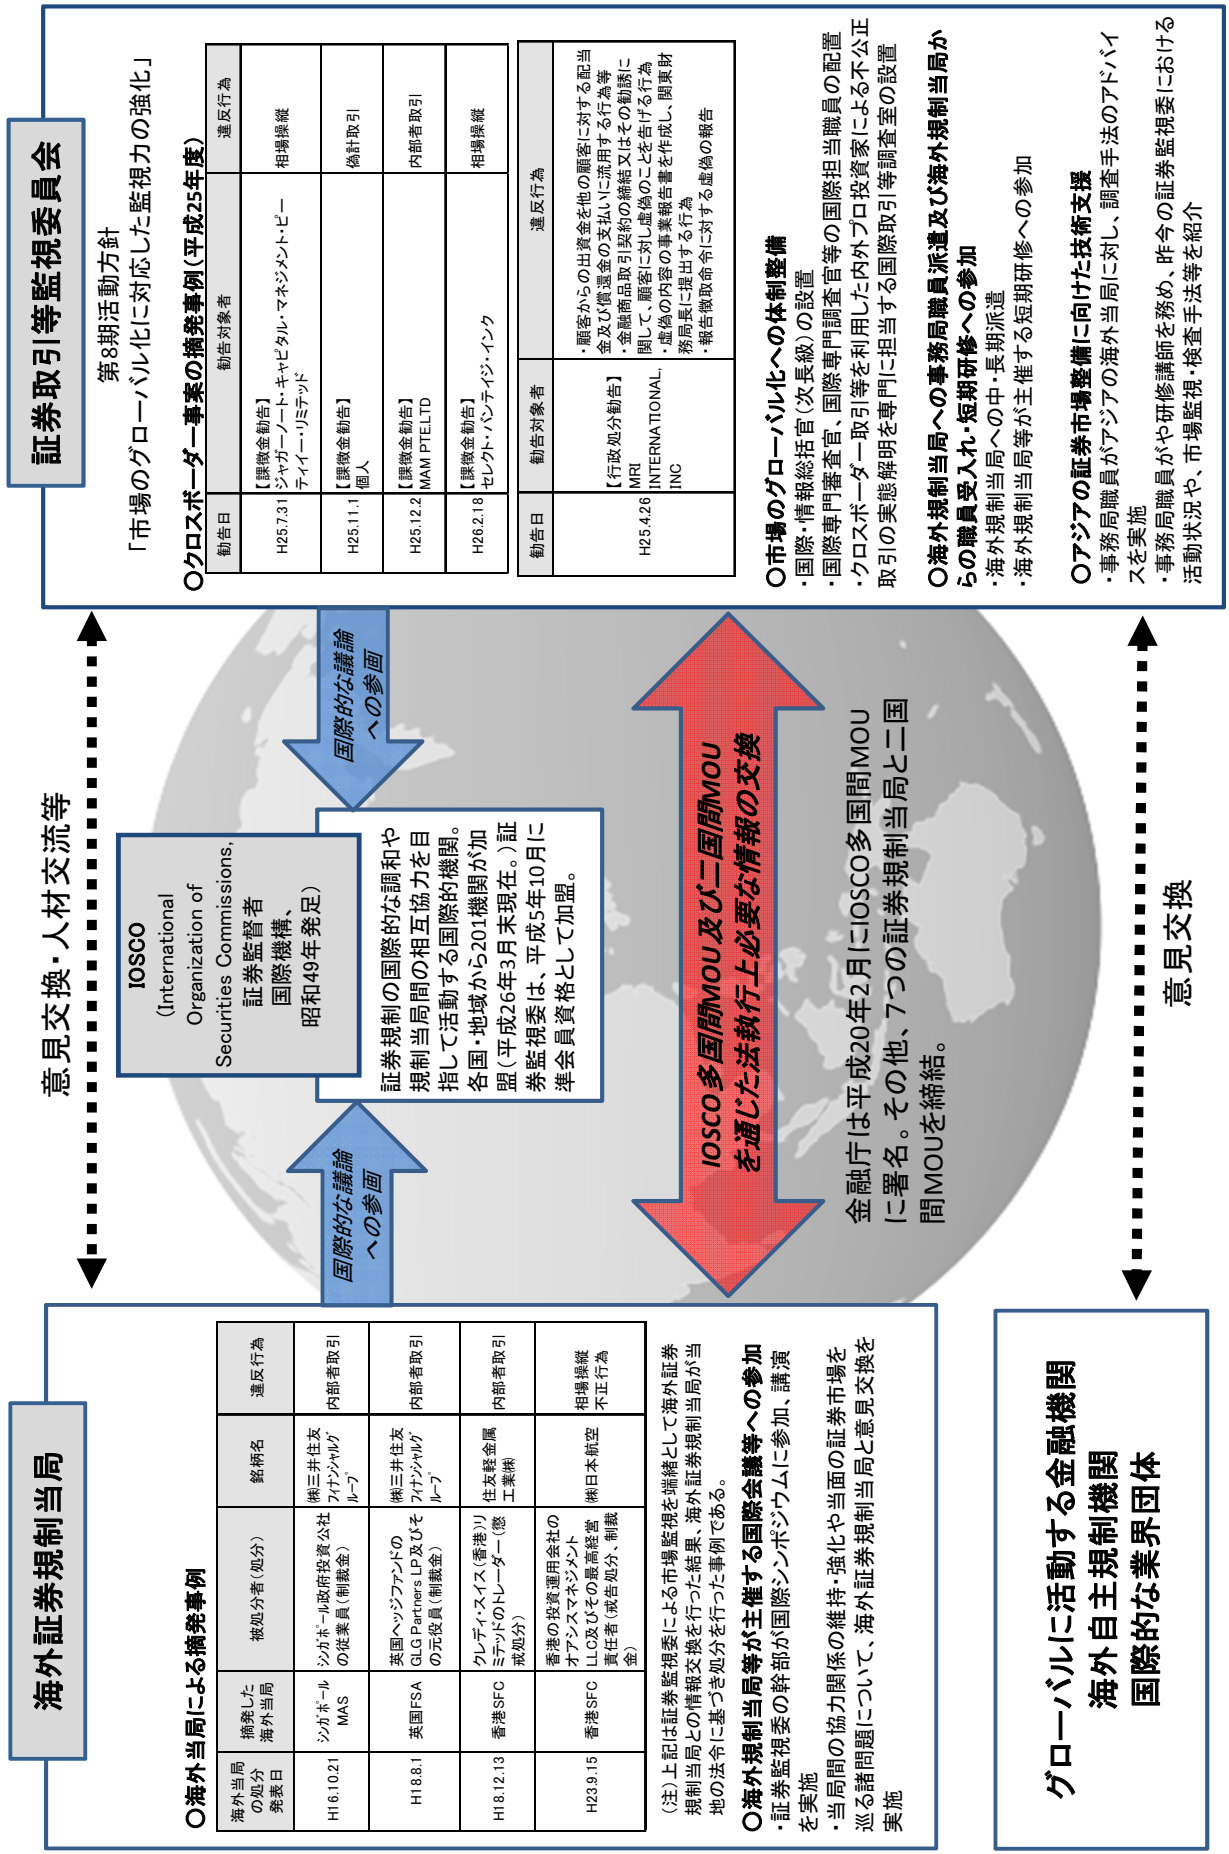 海外証券規制当局
○海外当局による摘発事例
海外当局
の処分
発表日
摘発した
海外当局
被処分者(処分)
銘柄名
違反行為
H16.10.21
シンガポール
MAS
シンガポール政府投資公社
の従業員(制裁金)
㈱三井住友
フィナンシャルグ
ループ
内部者取引
H18.8.1
英国FSA
英国ヘッジファンドの
GLG Partners LP及びそ
の元役員(制裁金)
㈱三井住友
フィナンシャルグ
ループ
内部者取引
H18.12.13
香港SFC
クレディ・スイス(香港)リ
ミテッドのトレーダー(懲
戒処分)
住友軽金属
工業㈱
内部者取引
H23.9.15
香港SFC
香港の投資運用会社の
オアシスマネジメント
LLC及びその最高経営
責任者(戒告処分、制裁
金)
㈱日本航空
相場操縦
不正行為
(注)上記は証券監視委による市場監視を端緒として海外証券
規制当局との情報交換を行った結果、海外証券規制当局が当
地の法令に基づき処分を行った事例である。
○海外規制当局等が主催する国際会議等への参加
・証券監視委の幹部が国際シンポジウムに参加、講演
を実施
・当局間の協力関係の維持・強化や当面の証券市場を
巡る諸問題について、海外証券規制当局と意見交換を
実施
グローバルに活動する金融機関
海外自主規制機関
国際的な業界団体
意見交換・人材交流等
IOSCO
(International
Organization of
Securities Commissions,
証券監督者
国際機構、
昭和49年発足)
証券規制の国際的な調和や
規制当局間の相互協力を目
指して活動する国際的機関。
各国・地域から201機関が加
盟(平成26年3月末現在。)証
券監視委は、平成5年10月に
準会員資格として加盟。
国際的な議論
への参画
国際的な議論
への参画
IOSCO多国間MOU及び二国間MOU
を通じた法執行上必要な情報の交換
金融庁は平成20年2月にIOSCO多国間MOU
に署名。その他、7つの証券規制当局と二国
間MOUを締結。
意見交換
証券取引等監視委員会
第8期活動方針
「市場のグローバル化に対応した監視力の強化」
○クロスボーダー事案の摘発事例(平成25年度)
勧告日
勧告対象者
違反行為
H25.7.31
【課徴金勧告】
ジャガーノート・キャピタル・マネジメント・ピー
ティイー・リミテッド
相場操縦
H25.11.1
【課徴金勧告】
個人
偽計取引
H25.12.2
【課徴金勧告】
MAM PTE.LTD
内部者取引
H26.2.18
【課徴金勧告】
セレクト・バンテイジ・インク
相場操縦
勧告日
勧告対象者
違反行為
H25.4.26
【行政処分勧告】
MRI
INTERNATIONAL,
INC
・顧客からの出資金を他の顧客に対する配当
金及び償還金の支払いに流用する行為等
・金融商品取引契約の締結又はその勧誘に
関して、顧客に対し虚偽のことを告げる行為
・虚偽の内容の事業報告書を作成し、関東財
務局長に提出する行為
・報告徴取命令に対する虚偽の報告
○市場のグローバル化への体制整備
・国際・情報総括官(次長級)の設置
・国際専門審査官、国際専門調査官等の国際担当職員の配置
・クロスボーダー取引等を利用した内外プロ投資家による不公正
取引の実態解明を専門に担当する国際取引等調査室の設置
○海外規制当局への事務局職員派遣及び海外規制当局か
らの職員受入れ・短期研修への参加
・海外規制当局への中・長期派遣
・海外規制当局等が主催する短期研修への参加
○アジアの証券市場整備に向けた技術支援
・事務局職員がアジアの海外当局に対し、調査手法のアドバイ
スを実施
・事務局職員がや研修講師を務め、昨今の証券監視委における
活動状況や、市場監視・検査手法等を紹介